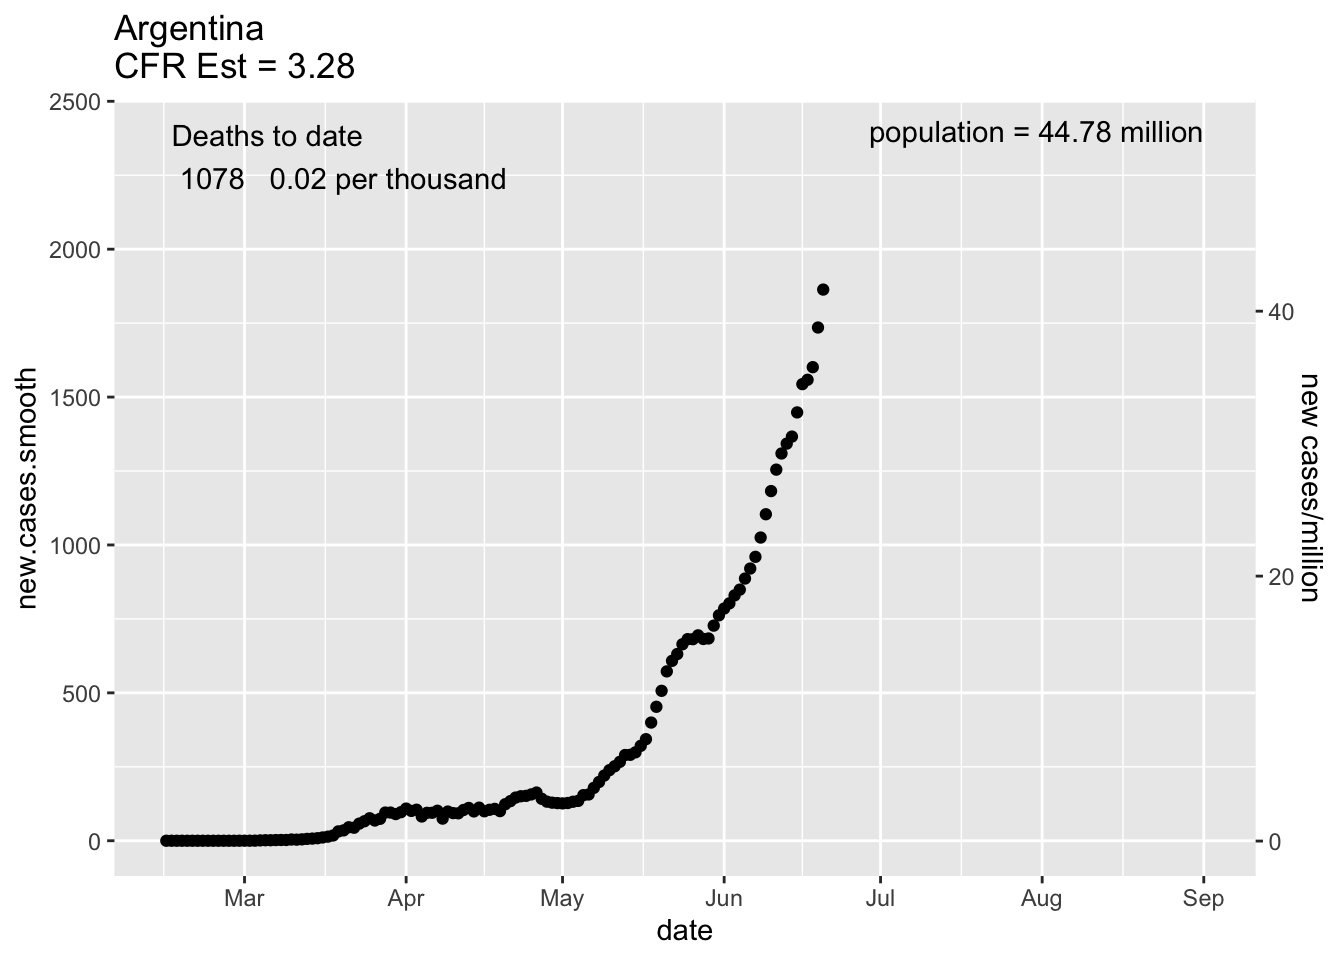 Argentina
CFR Est = 3.28
Deaths to date
1078 0.02 per thousand
population = 44.78 million
2500
2000
1500
1000
500
0
new.cases.smooth
40
20
0
new cases/million
Mar Apr May Jun Jul Aug Sep
date